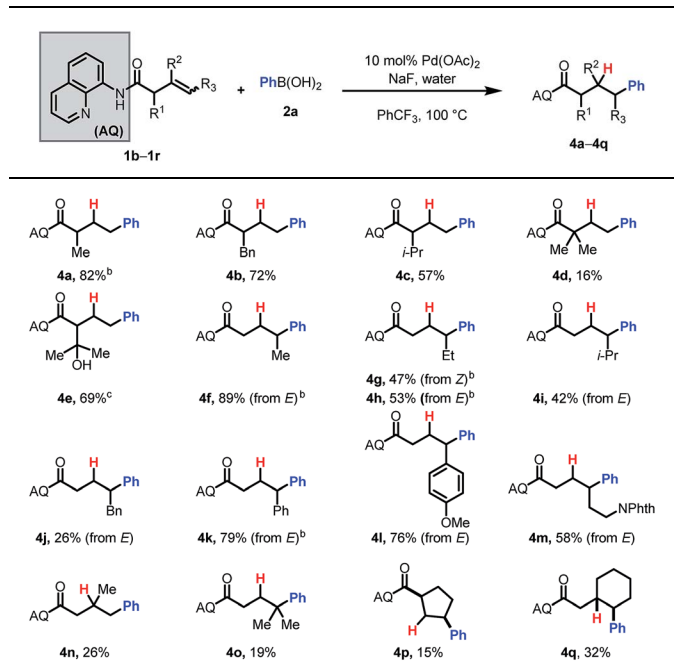 R²
O
R₃
N
H
R¹
N
(AQ)
1b–1r
+
PhB(OH)₂
2a
10 mol% Pd(OAc)₂
NaF, water
PhCF₃, 100 °C
O
R²
H
AQ
Ph
R¹
R₃
4a–4q
O
H
AQ
Ph
Me
4a, 82%ᵇ
O
H
AQ
Ph
Bn
4b, 72%
O
H
AQ
Ph
i-Pr
4c, 57%
O
H
AQ
Ph
Me
Me
4d, 16%
O
H
AQ
Ph
Me
Me
OH
4e, 69%ᶜ
O
H
AQ
Ph
Me
4f, 89% (from E)ᵇ
O
H
AQ
Ph
Et
4g, 47% (from Z)ᵇ
4h, 53% (from E)ᵇ
O
H
AQ
Ph
i-Pr
4i, 42% (from E)
O
H
AQ
Ph
Bn
4j, 26% (from E)
O
H
AQ
Ph
Ph
4k, 79% (from E)ᵇ
O
H
AQ
Ph
OMe
4l, 76% (from E)
O
H
AQ
Ph
NPhth
4m, 58% (from E)
O
H
Me
AQ
Ph
4n, 26%
O
H
AQ
Ph
Me
Me
4o, 19%
O
AQ
H
Ph
4p, 15%
O
AQ
H
Ph
4q, 32%